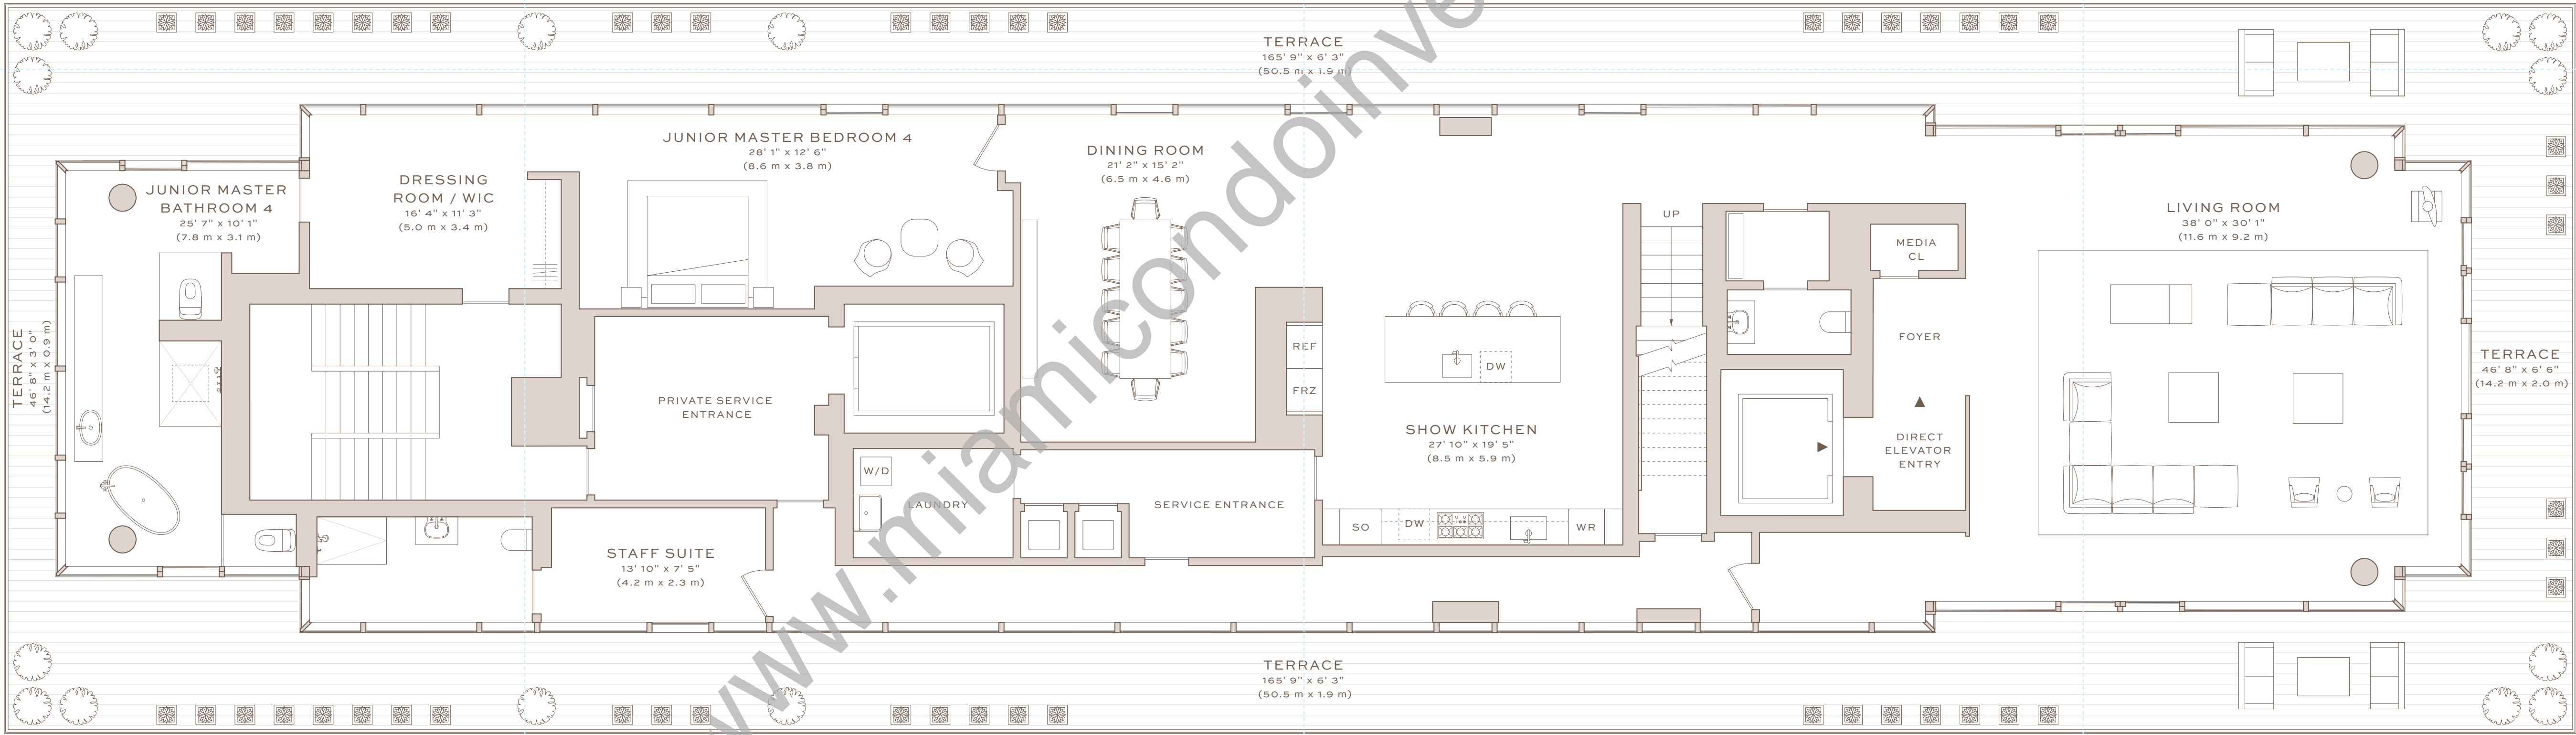 TERRACE
165' 9" x 6' 3"
(50.5 m x 1.9 m)
JUNIOR MASTER BEDROOM 4
28' 1" x 12' 6"
(8.6 m x 3.8 m)
DINING ROOM
21' 2" x 15' 2"
(6.5 m x 4.6 m)
DRESSING
ROOM / WIC
16' 4" x 11' 3"
(5.0 m x 3.4 m)
JUNIOR MASTER
BATHROOM 4
25' 7" x 10' 1"
(7.8 m x 3.1 m)
UP
LIVING ROOM
38' 0" x 30' 1"
(11.6 m x 9.2 m)
MEDIA
CL
FOYER
TERRACE
46' 8" x 3' 0"
(14.2 m x 0.9 m)
REF
FRZ
DW
TERRACE
46' 8" x 6' 6"
(14.2 m x 2.0 m)
PRIVATE SERVICE
ENTRANCE
SHOW KITCHEN
27' 10" x 19' 5"
(8.5 m x 5.9 m)
DIRECT
ELEVATOR
ENTRY
W/D
LAUNDRY
SERVICE ENTRANCE
SO
DW
WR
STAFF SUITE
13' 10" x 7' 5"
(4.2 m x 2.3 m)
TERRACE
165' 9" x 6' 3"
(50.5 m x 1.9 m)
www.miamicondoinve